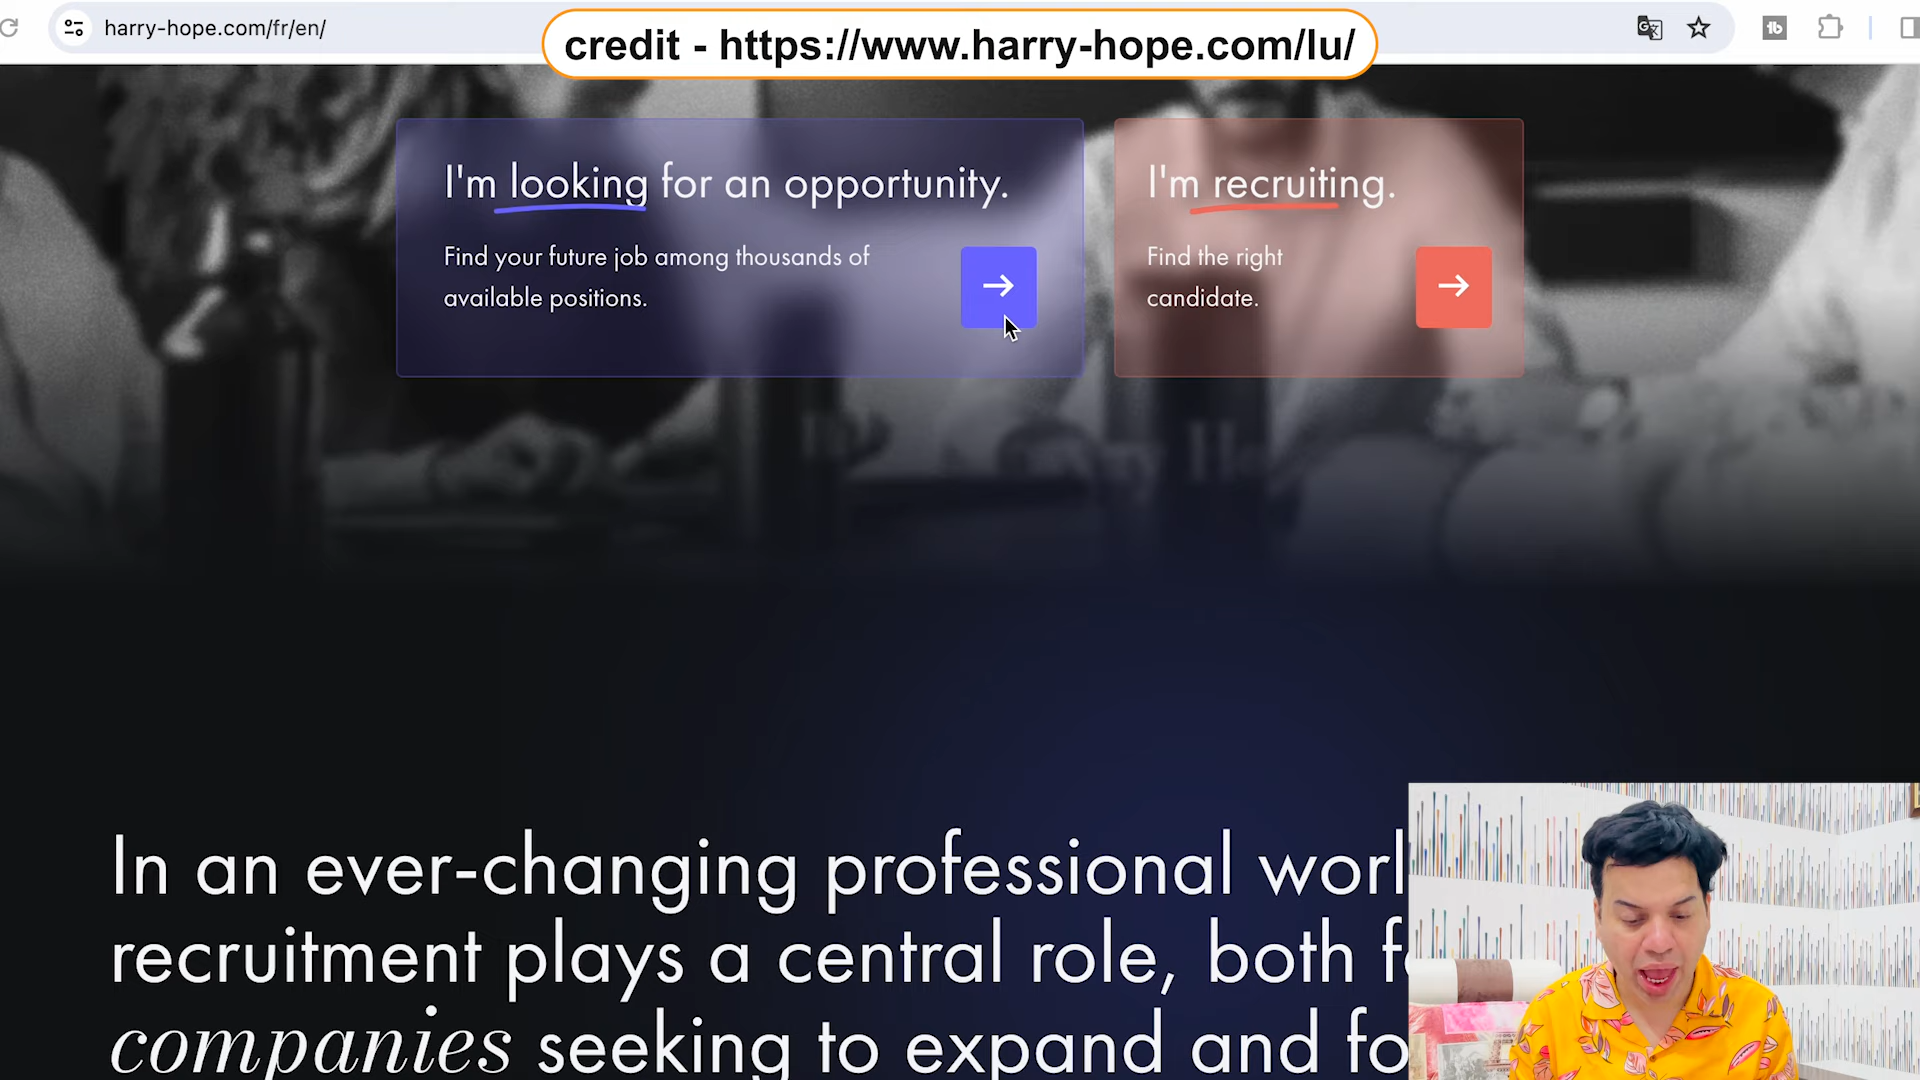 harry-hope.com/fr/en/
credit - https://www.harry-hope.com/lu/
I'm looking for an opportunity.
Find your future job among thousands of
available positions.
I'm recruiting.
Find the right
candidate.
In an ever-changing professional worl
recruitment plays a central role, both f
companies seeking to expand and fo